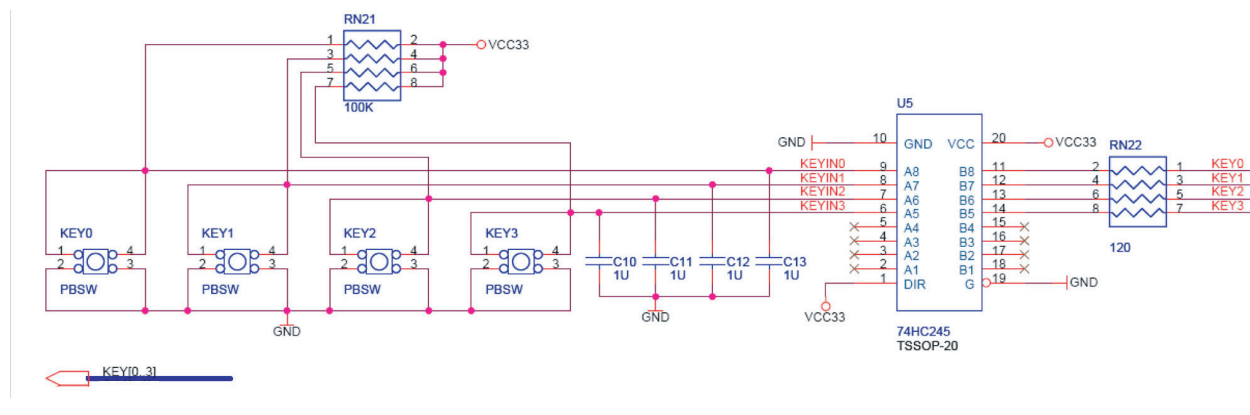 RN21
1 2 VCC33
3 4
5 6
7 8
100K
U5
GND 10 GND VCC 20 VCC33
RN22
KEYIN0 9 A8 B8 11 2 1 KEY0
KEYIN1 8 A7 B7 12 4 3 KEY1
KEYIN2 7 A6 B6 13 6 5 KEY2
KEYIN3 6 A5 B5 14 8 7 KEY3
5 A4 B4 15
4 A3 B3 16
3 A2 B2 17
2 A1 B1 18
1 DIR G 19 GND
120
KEY0 KEY1 KEY2 KEY3
1 4 1 4 1 4 1 4
2 3 2 3 2 3 2 3
PBSW PBSW PBSW PBSW
C10 C11 C12 C13
1U 1U 1U 1U
GND GND VCC33
74HC245
TSSOP-20
KEY[0..3]